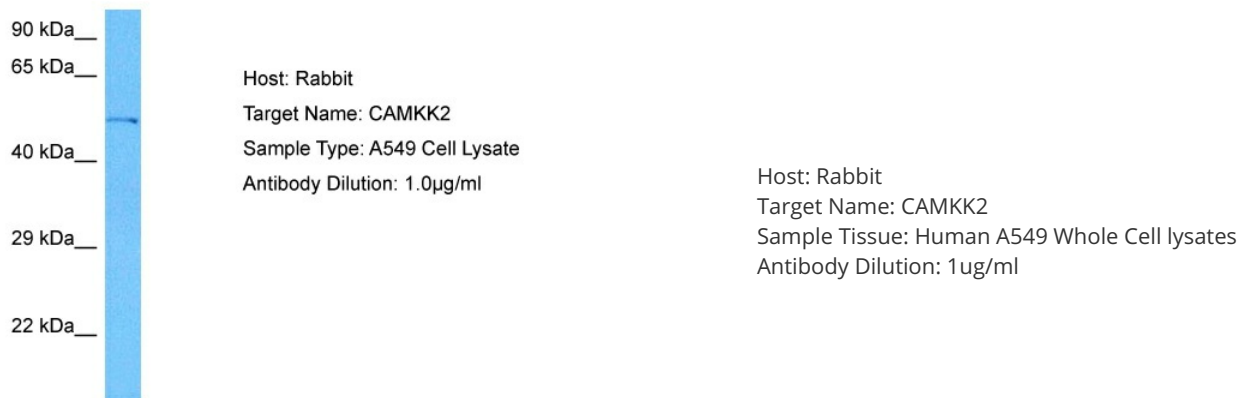 90 kDa__
65 kDa__
40 kDa__
29 kDa__
22 kDa__
Host: Rabbit
Target Name: CAMKK2
Sample Type: A549 Cell Lysate
Antibody Dilution: 1.0µg/ml
Host: Rabbit
Target Name: CAMKK2
Sample Tissue: Human A549 Whole Cell lysates
Antibody Dilution: 1ug/ml